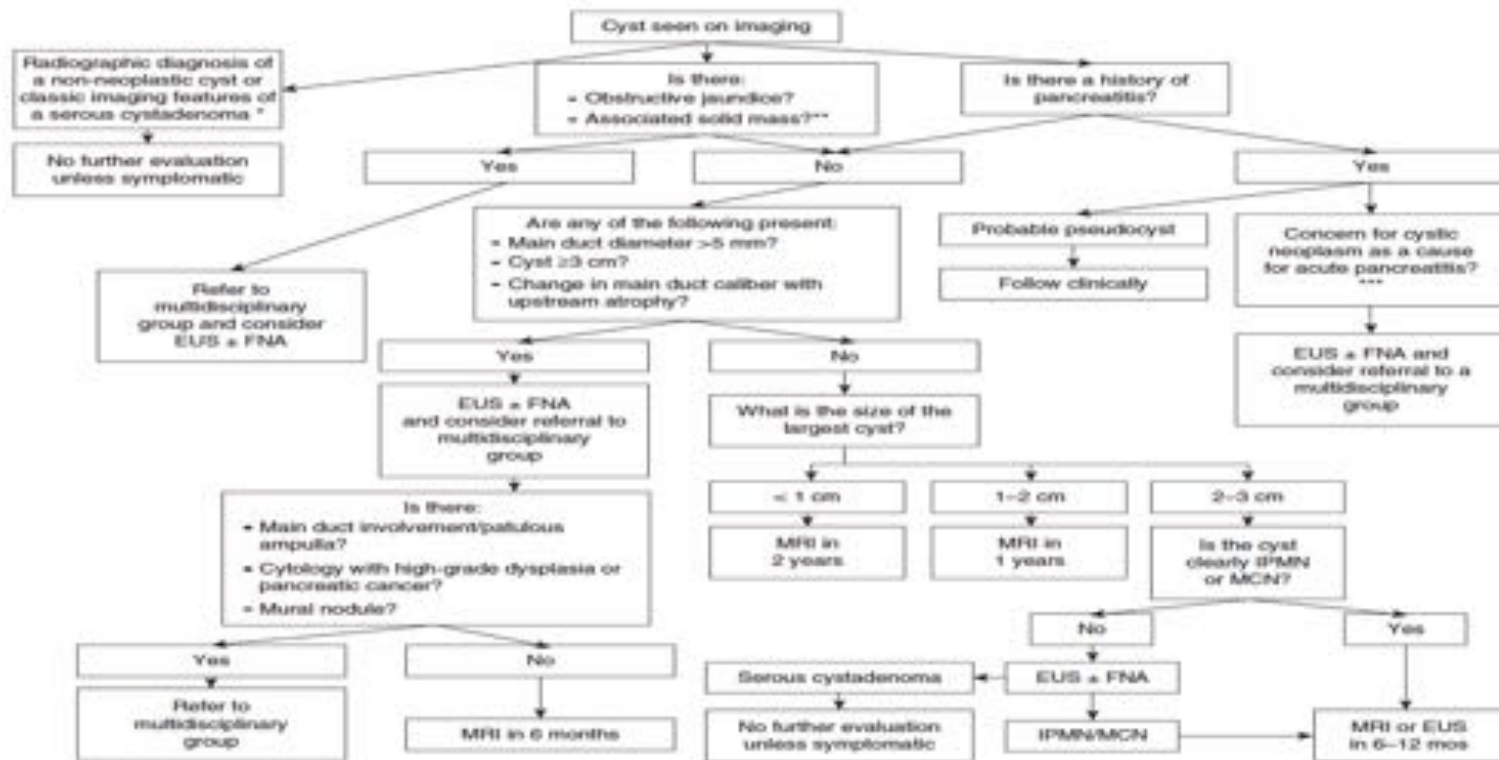 Cyst seen on imaging
Radiographic diagnosis of
a non-neoplastic cyst or
classic imaging features of
a serous cystadenoma *
Is there:
- Obstructive jaundice?
- Associated solid mass?**
Is there a history of
pancreatitis?
No further evaluation
unless symptomatic
Yes
No
Yes
Are any of the following present:
- Main duct diameter >5 mm?
- Cyst ≥3 cm?
- Change in main duct caliber with
upstream atrophy?
Probable pseudocyst
Follow clinically
Concern for cystic
neoplasm as a cause
for acute pancreatitis?
***
Refer to
multidisciplinary
group and consider
EUS ± FNA
Yes
No
EUS ± FNA and
consider referral to a
multidisciplinary
group
EUS ± FNA
and consider referral to
multidisciplinary
group
What is the size of the
largest cyst?
< 1 cm
1–2 cm
2–3 cm
MRI in
2 years
MRI in
1 years
Is the cyst
clearly IPMN
or MCN?
Is there:
- Main duct involvement/patulous
ampulla?
- Cytology with high-grade dysplasia or
pancreatic cancer?
- Mural nodule?
No
Yes
Yes
No
Serous cystadenoma
EUS ± FNA
Refer to
multidisciplinary
group
MRI in 6 months
No further evaluation
unless symptomatic
IPMN/MCN
MRI or EUS
in 6–12 mos